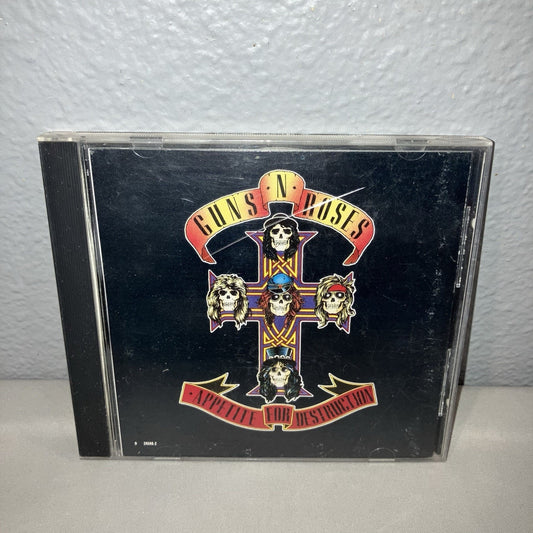 GUNS N' ROSES
APPETITE FOR DESTRUCTION